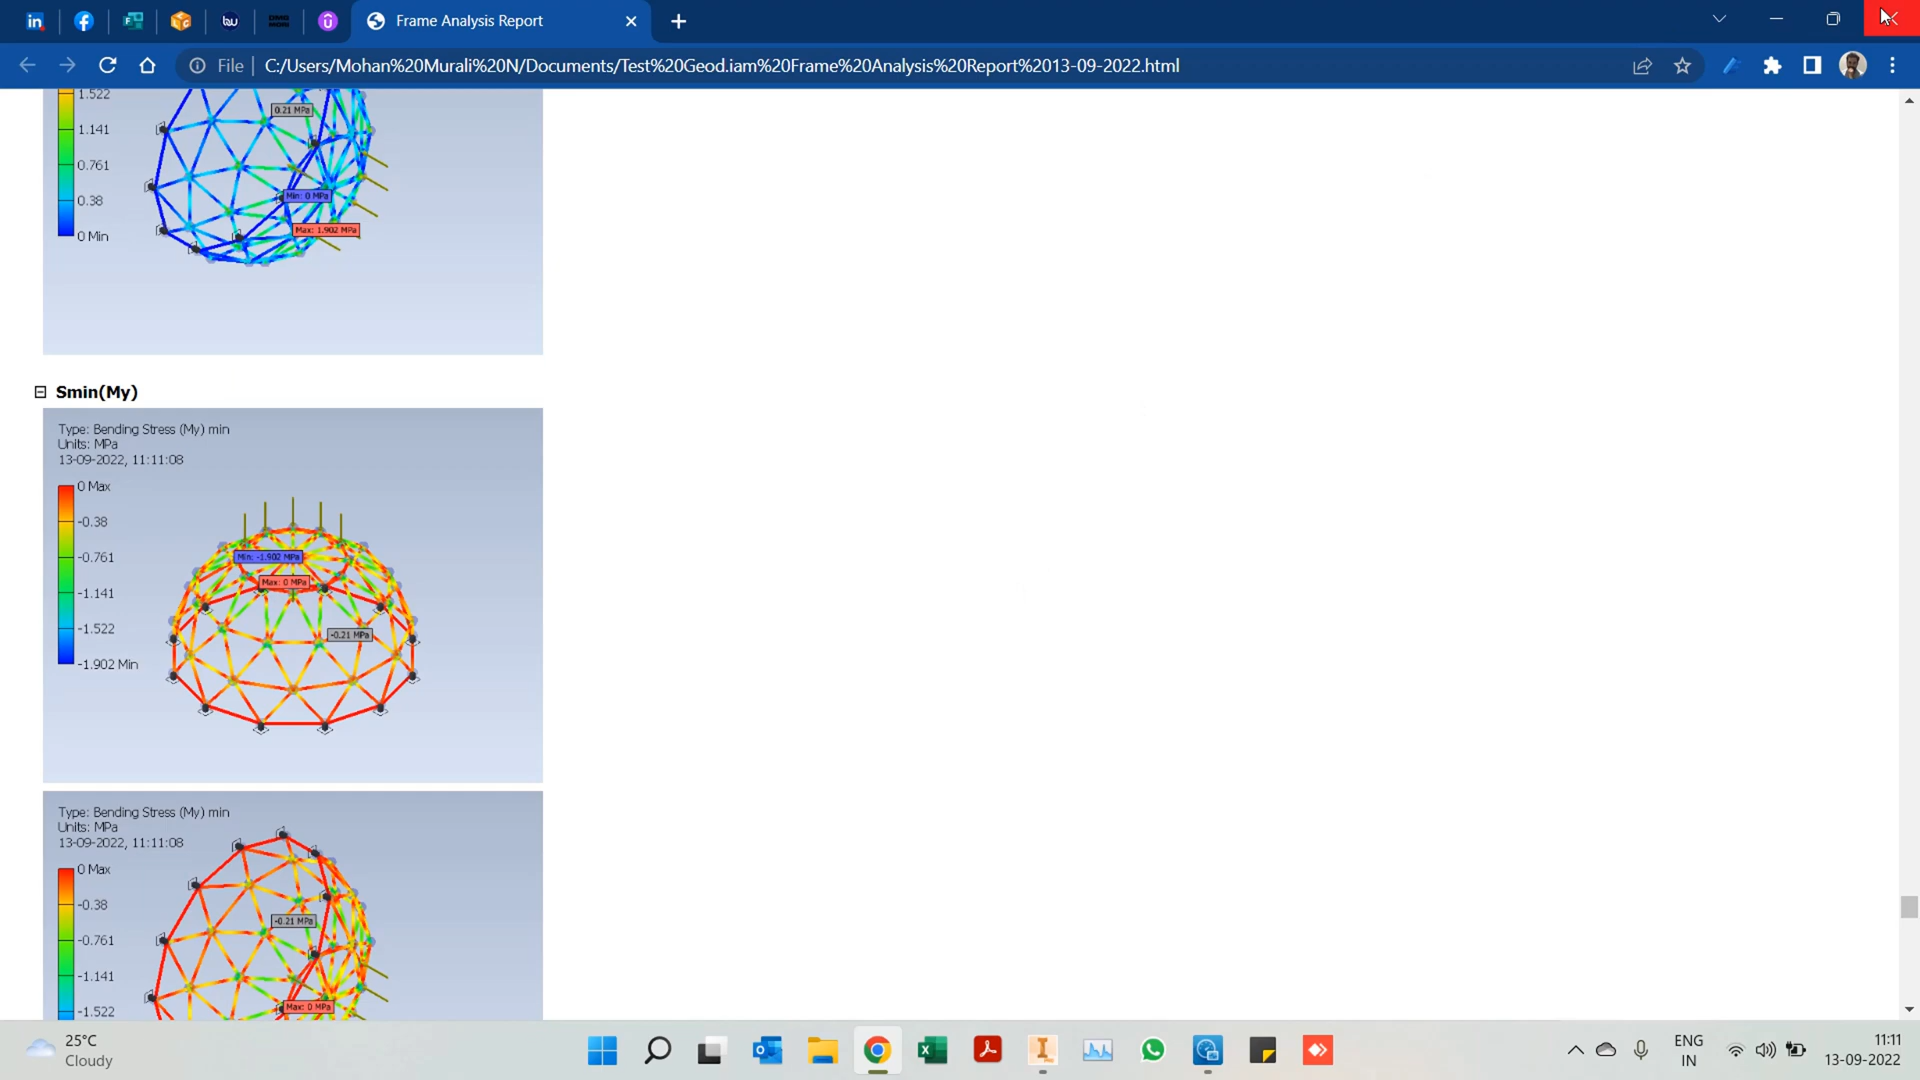 Frame Analysis Report
File
C:/Users/Mohan%20Murali%20N/Documents/Test%20Geod.iam%20Frame%20Analysis%20Report%2013-09-2022.html
1.522
1.141
0.761
0.38
0 Min
0.21 MPa
Min: 0 MPa
Max: 1.902 MPa
Smin(My)
Type: Bending Stress (My) min
Units: MPa
13-09-2022, 11:11:08
0 Max
-0.38
-0.761
-1.141
-1.522
-1.902 Min
Min: -1.902 MPa
Max: 0 MPa
-0.21 MPa
Type: Bending Stress (My) min
Units: MPa
13-09-2022, 11:11:08
0 Max
-0.38
-0.761
-1.141
-1.522
-0.21 MPa
Max: 0 MPa
25°C
Cloudy
ENG
IN
11:11
13-09-2022